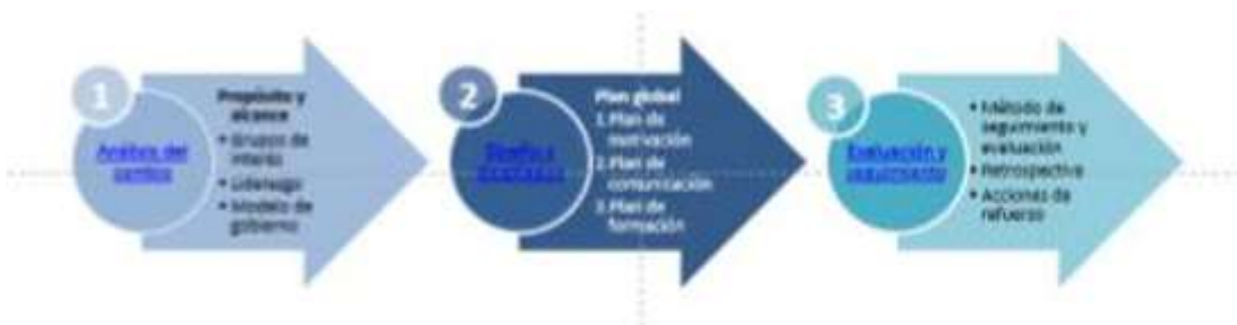 1
Análisis del
cambio
Propósito y
alcance
• Grupos de
interés
• Liderazgo
• Modelo de
gobierno
2
Diseño y
Plan global
1.Plan de
motivación
2.Plan de
comunicación
3.Plan de
formación
3
Evaluación y
seguimiento
• Método de
seguimiento y
evaluación
• Retrospectiva
• Acciones de
refuerzo